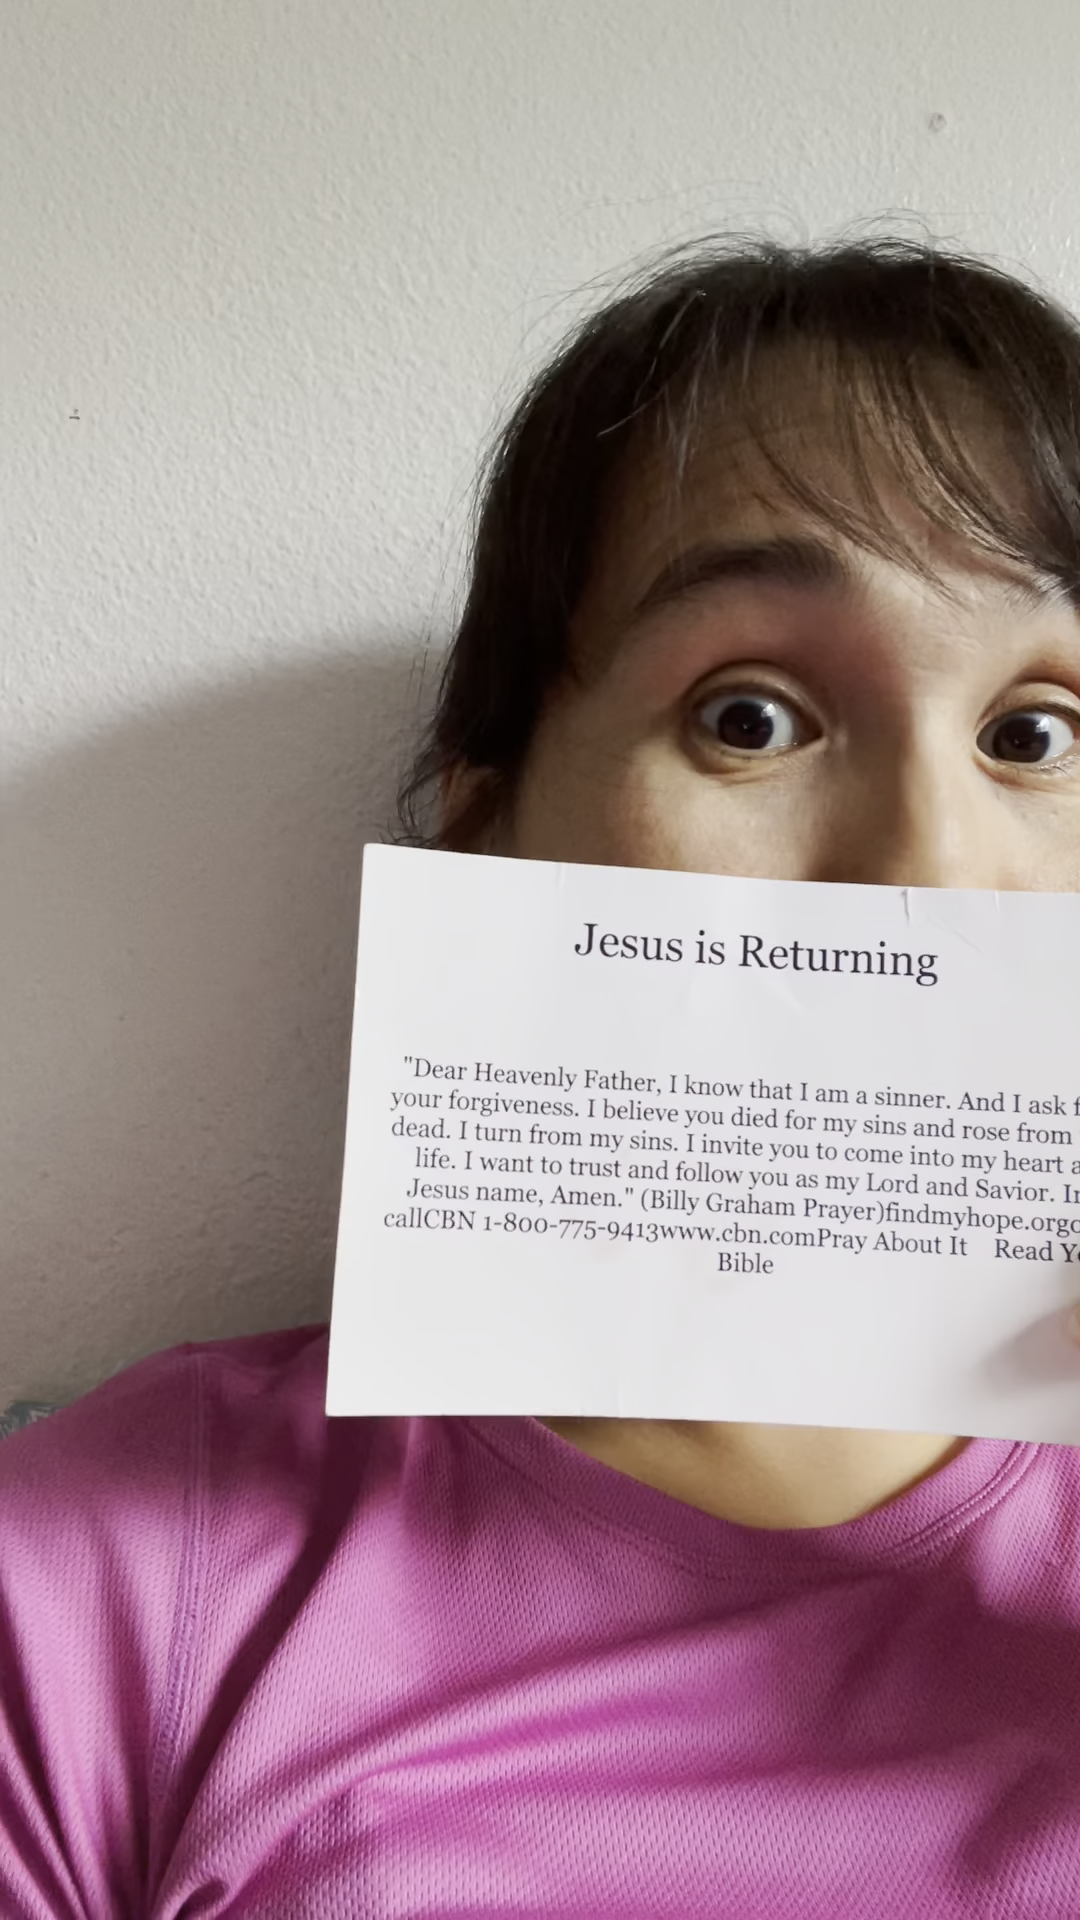 Jesus is Returning
"Dear Heavenly Father, I know that I am a sinner. And I ask
your forgiveness. I believe you died for my sins and rose from
dead. I turn from my sins. I invite you to come into my heart
life. I want to trust and follow you as my Lord and Savior. In
Jesus name, Amen." (Billy Graham Prayer)findmyhope.orgo
callCBN 1-800-775-9413www.cbn.comPray About It Read
Bible